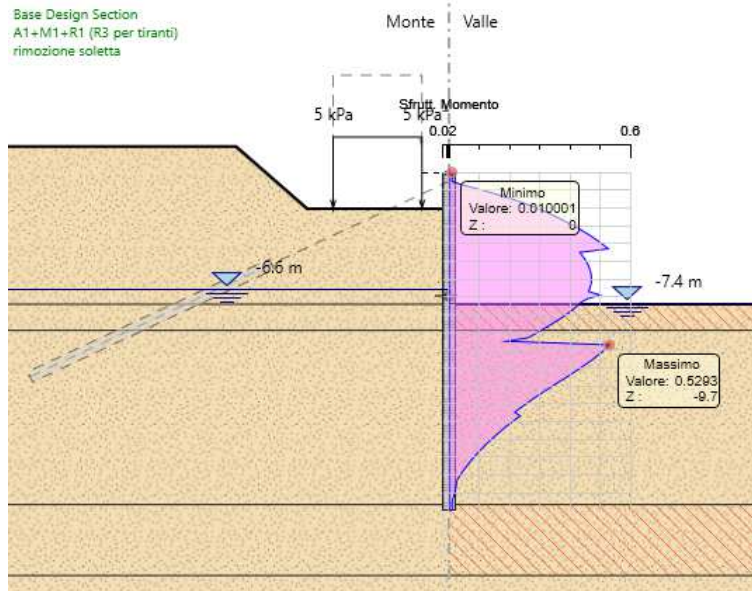 Base Design Section
A1+M1+R1 (R3 per tiranti)
rimozione soletta
Monte
Valle
Sfrutt. Momento
5 kPa
5 kPa
0.02
0.6
Minimo
Valore: 0.010001
Z : 0
-6.6 m
-7.4 m
Massimo
Valore: 0.5293
Z : -9.7